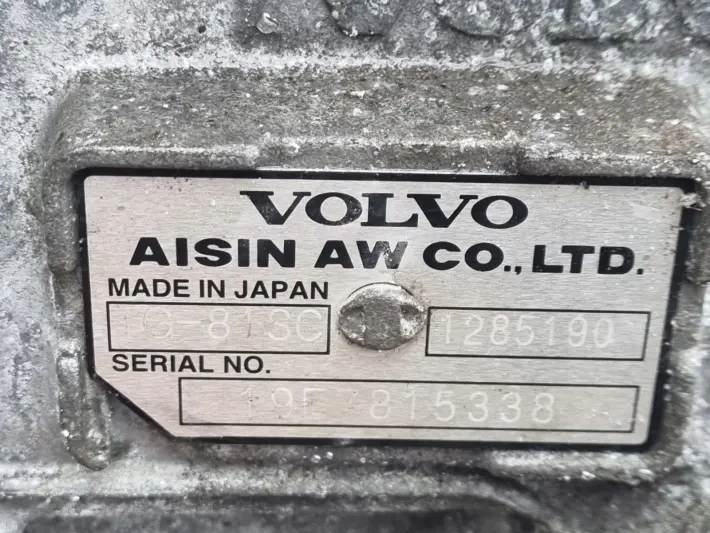 VOLVO
AISIN AW CO., LTD.
MADE IN JAPAN
1285190
SERIAL NO.
815338